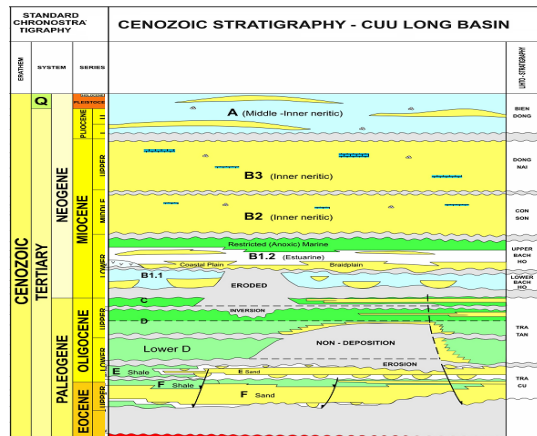 STANDARD
CHRONOSTRA
TIGRAPHY
CENOZOIC STRATIGRAPHY - CUU LONG BASIN
ERATHEM
SYSTEM
SERIES
LITHO-STRATIGRAPHY
CENOZOIC
TERTIARY
Q
NEOGENE
PALEOGENE
PLEISTOCE
PLIOCENE
MIOCENE
UPPER
MIDDLE
LOWER
OLIGOCENE
UPPER
LOWER
EOCENE
UPPER
A (Middle -Inner neritic)
B3 (Inner neritic)
B2 (Inner neritic)
Restricted (Anoxic) Marine
B1.2 (Estuarine)
Coastal Plain
Braidplain
B1.1
ERODED
C
INVERSION
D
Lower D
NON - DEPOSITION
EROSION
E Shale
E Sand
F Shale
F Sand
BIEN
DONG
DONG
NAI
CON
SON
UPPER
BACH
HO
LOWER
BACH
HO
TRA
TAN
TRA
CU